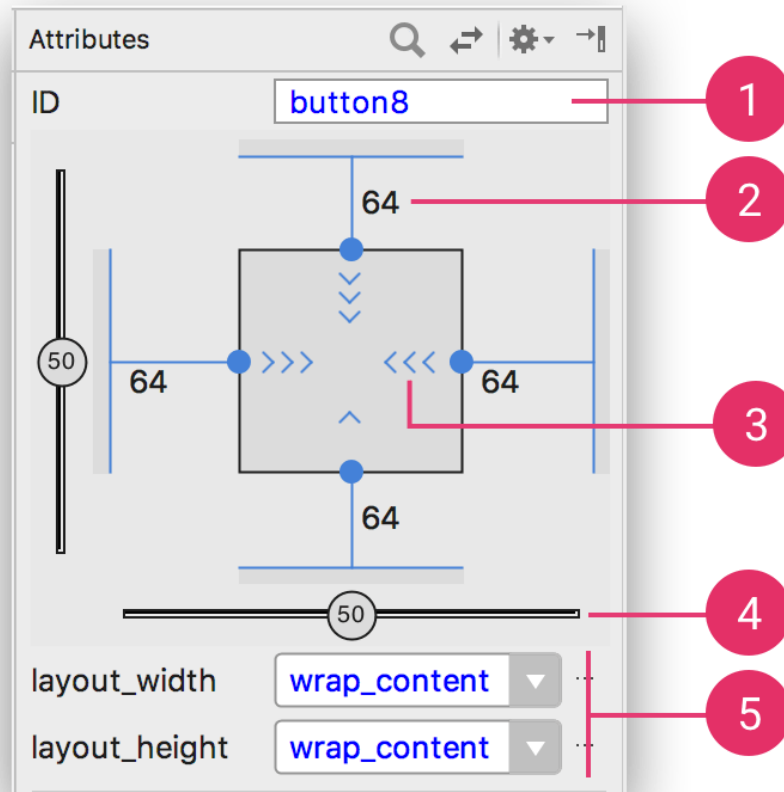 Attributes
ID button8 1
64 2
50 64 64
3
64
50 4
layout_width wrap_content
5
layout_height wrap_content